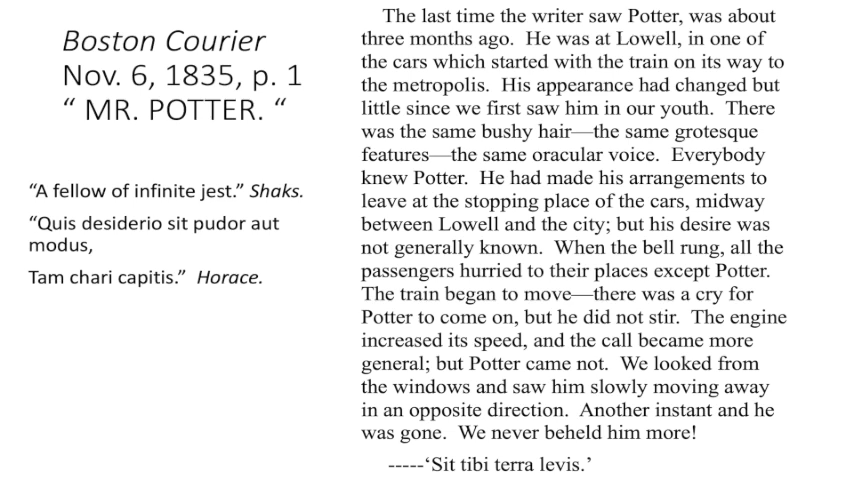 Boston Courier
Nov. 6, 1835, p. 1
“ MR. POTTER. “
“A fellow of infinite jest.” Shaks.
“Quis desiderio sit pudor aut
modus,
Tam chari capitis.” Horace.
The last time the writer saw Potter, was about
three months ago. He was at Lowell, in one of
the cars which started with the train on its way to
the metropolis. His appearance had changed but
little since we first saw him in our youth. There
was the same bushy hair—the same grotesque
features—the same oracular voice. Everybody
knew Potter. He had made his arrangements to
leave at the stopping place of the cars, midway
between Lowell and the city; but his desire was
not generally known. When the bell rung, all the
passengers hurried to their places except Potter.
The train began to move—there was a cry for
Potter to come on, but he did not stir. The engine
increased its speed, and the call became more
general; but Potter came not. We looked from
the windows and saw him slowly moving away
in an opposite direction. Another instant and he
was gone. We never beheld him more!
-----‘Sit tibi terra levis.’